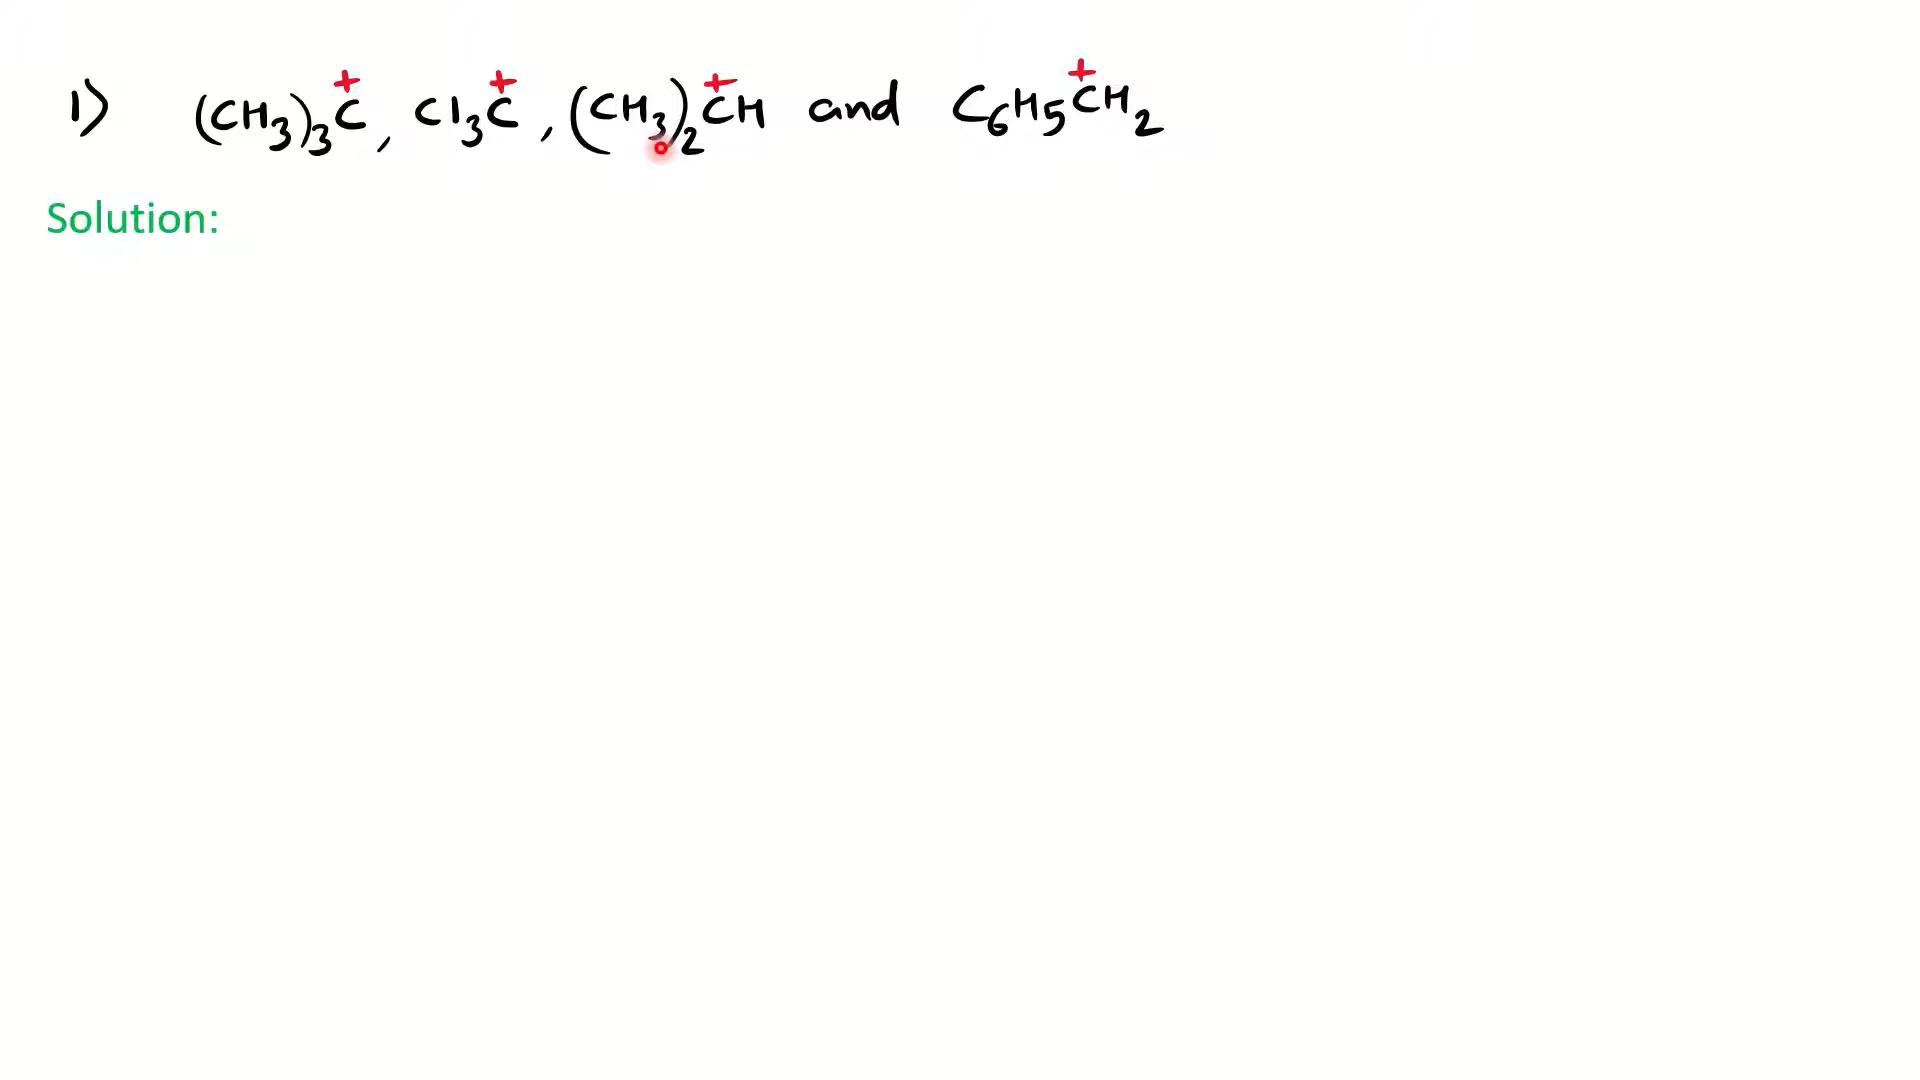 1) (CH₃)₃C⁺, Cl₃C⁺, (CH₃)₂C⁺H and C₆H₅C⁺H₂
Solution: